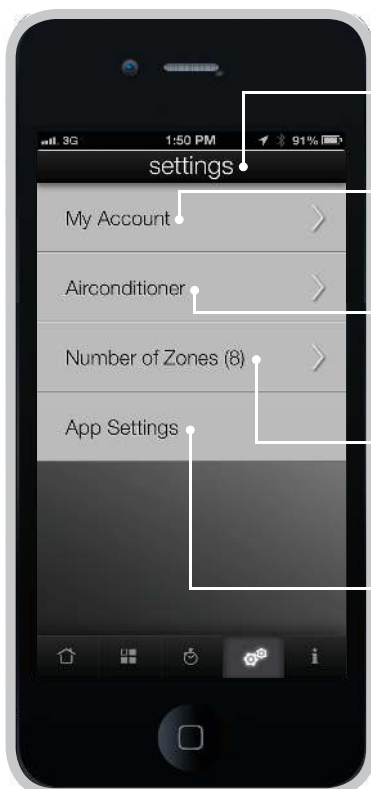 3G 1:50 PM 91%
settings
My Account
Airconditioner
Number of Zones (8)
App Settings
i